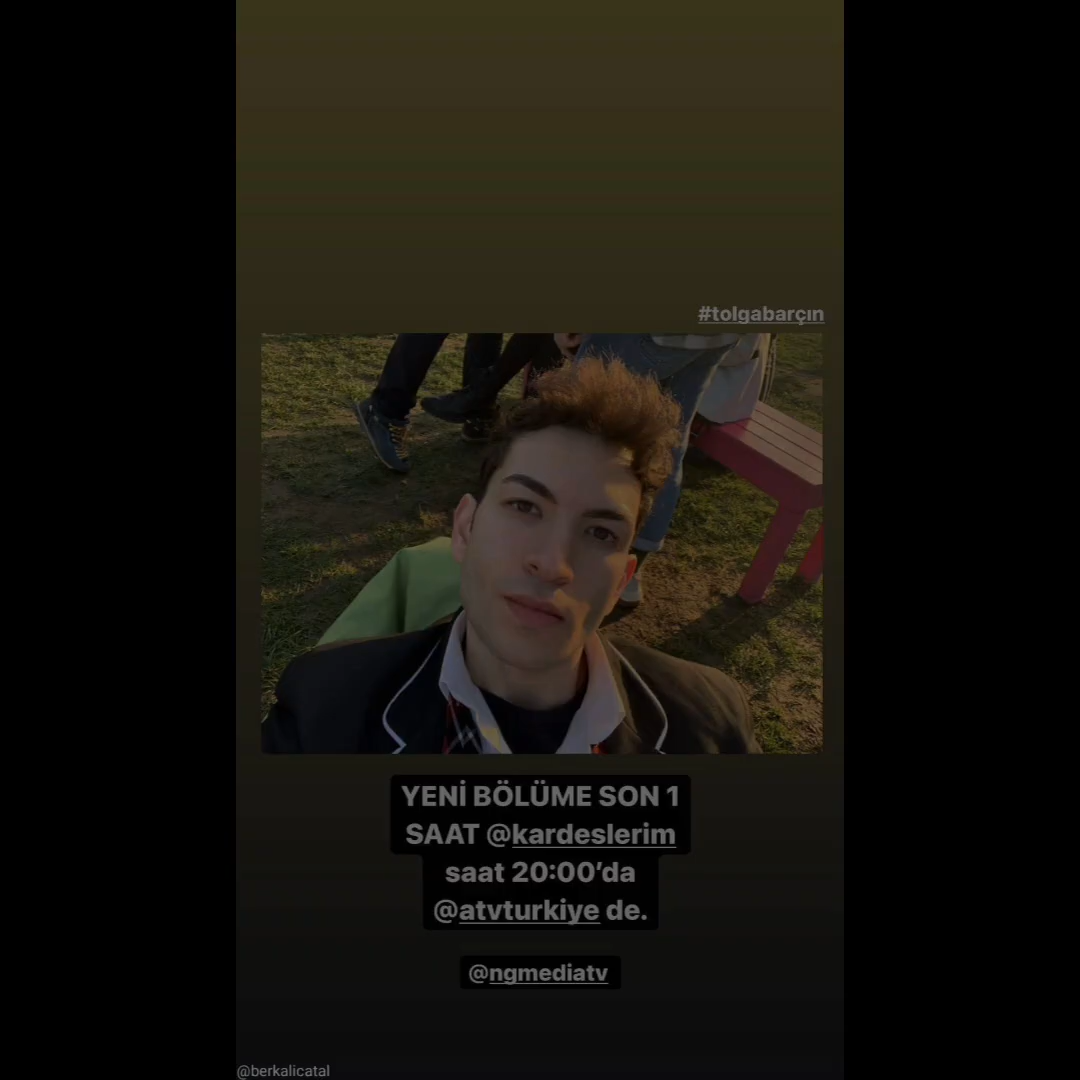 #tolgabarçın
YENİ BÖLÜME SON 1
SAAT @kardeslerim
saat 20:00’da
@atvturkiye de.
@ngmediatv
@berkalicatal